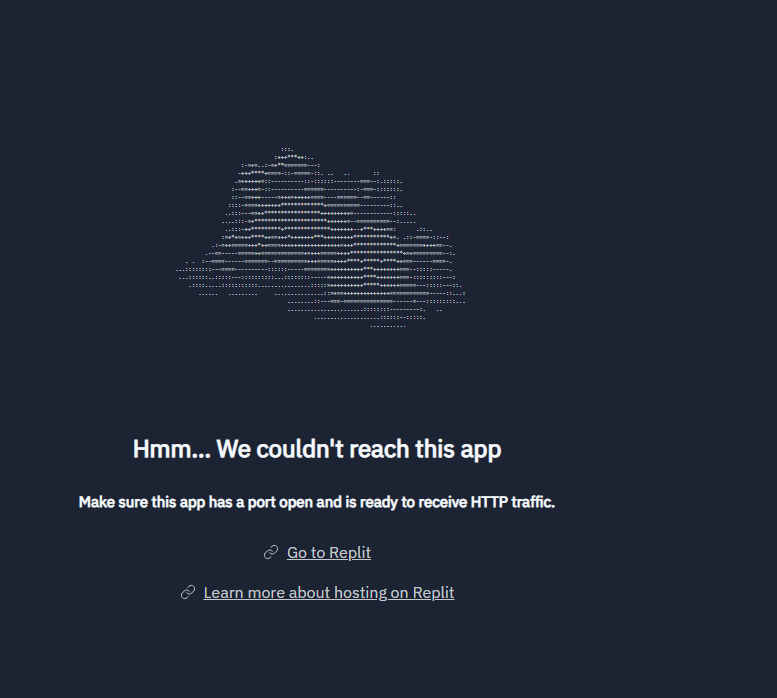 Hmm... We couldn't reach this app
Make sure this app has a port open and is ready to receive HTTP traffic.
Go to Replit
Learn more about hosting on Replit